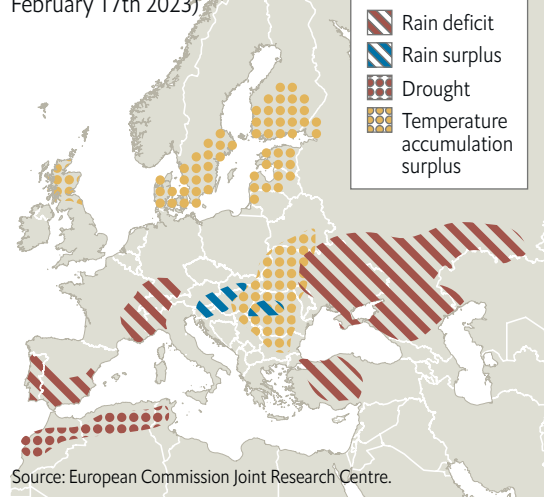 February 17th 2023)
Rain deficit
Rain surplus
Drought
Temperature
accumulation
surplus
Source: European Commission Joint Research Centre.